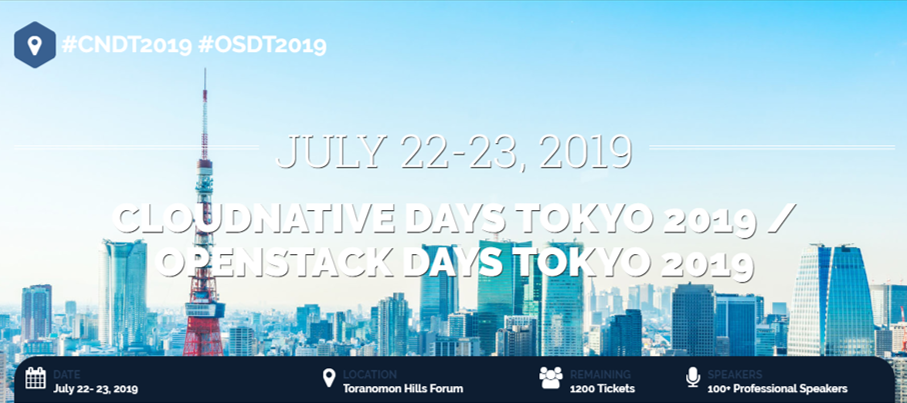 #CNDT2019 #OSDT2019
JULY 22-23, 2019
CLOUDNATIVE DAYS TOKYO 2019 /
OPENSTACK DAYS TOKYO 2019
DATE
July 22- 23, 2019
LOCATION
Toranomon Hills Forum
REMAINING
1200 Tickets
SPEAKERS
100+ Professional Speakers